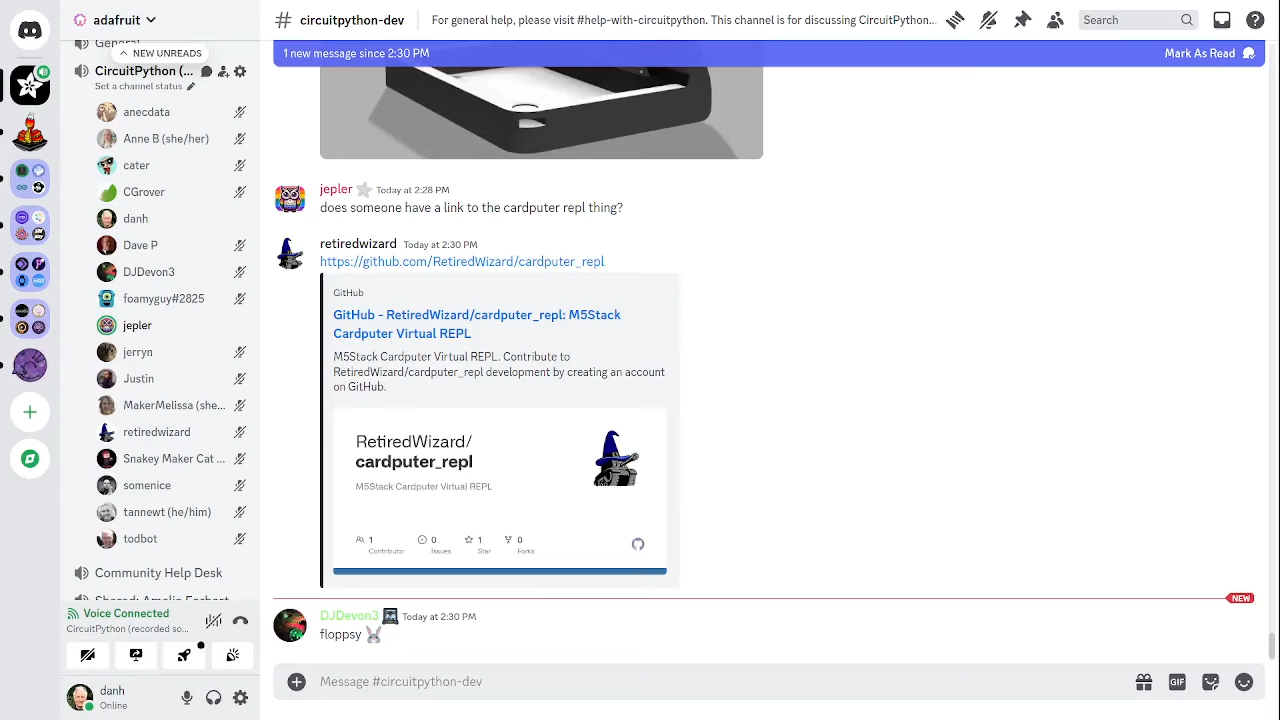 adafruit
# circuitpython-dev
For general help, please visit #help-with-circuitpython. This channel is for discussing CircuitPython...
Search
General
NEW UNREADS
CircuitPython (...
Set a channel status
anecdata
Anne B (she/her)
cater
CGrover
danh
Dave P
DJDevon3
foamyguy#2825
jepler
jerryn
Justin
MakerMelissa (she...
retiredwizard
Snakey Maker Cat ...
somenice
tannewt (he/him)
todbot
Community Help Desk
Voice Connected
CircuitPython (recorded so...
danh
Online
1 new message since 2:30 PM
Mark As Read
jepler Today at 2:28 PM
does someone have a link to the cardputer repl thing?
retiredwizard Today at 2:30 PM
https://github.com/RetiredWizard/cardputer_repl
GitHub
GitHub - RetiredWizard/cardputer_repl: M5Stack
Cardputer Virtual REPL
M5Stack Cardputer Virtual REPL. Contribute to
RetiredWizard/cardputer_repl development by creating an account
on GitHub.
RetiredWizard/
cardputer_repl
M5Stack Cardputer Virtual REPL
1 0 1 0
Contributor Issues Star Forks
NEW
DJDevon3 Today at 2:30 PM
floppsy
Message #circuitpython-dev
GIF